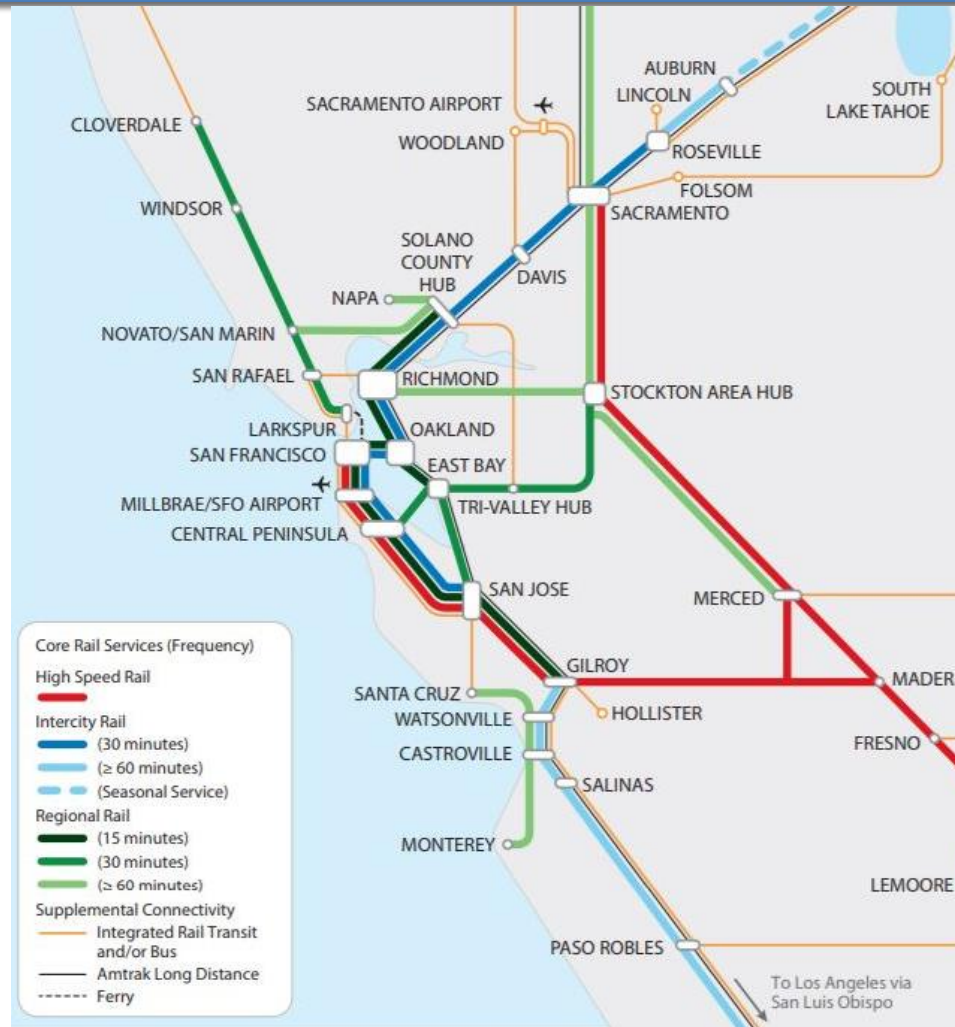 AUBURN
LINCOLN
SOUTH
LAKE TAHOE
SACRAMENTO AIRPORT
WOODLAND
CLOVERDALE
ROSEVILLE
FOLSOM
SACRAMENTO
WINDSOR
SOLANO
COUNTY
HUB
DAVIS
NAPA
NOVATO/SAN MARIN
SAN RAFAEL
RICHMOND
STOCKTON AREA HUB
LARKSPUR
OAKLAND
SAN FRANCISCO
EAST BAY
MILLBRAE/SFO AIRPORT
TRI-VALLEY HUB
CENTRAL PENINSULA
SAN JOSE
MERCED
GILROY
MADER
SANTA CRUZ
HOLLISTER
WATSONVILLE
FRESNO
CASTROVILLE
SALINAS
MONTEREY
LEMOORE
PASO ROBLES
To Los Angeles via
San Luis Obispo
Core Rail Services (Frequency)
High Speed Rail
Intercity Rail
(30 minutes)
(≥ 60 minutes)
(Seasonal Service)
Regional Rail
(15 minutes)
(30 minutes)
(≥ 60 minutes)
Supplemental Connectivity
Integrated Rail Transit
and/or Bus
Amtrak Long Distance
Ferry